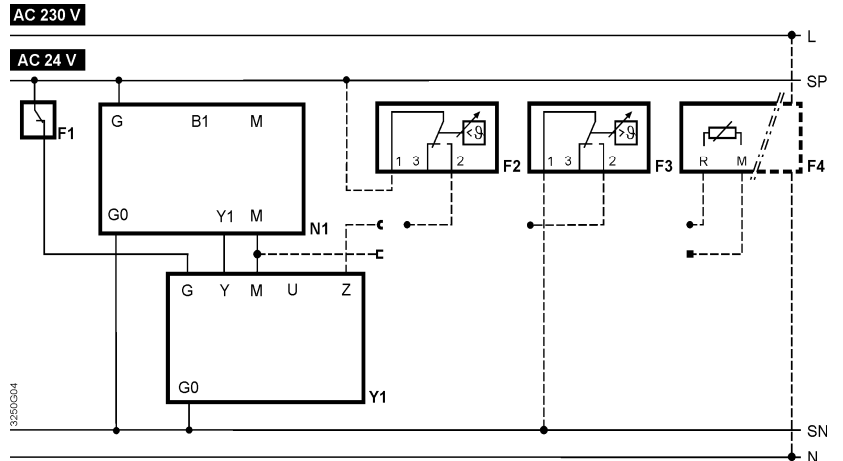 AC 230 V
L
AC 24 V
SP
F1
G B1 M
G0 Y1 M
N1
<ϑ
1 3 2
F2
>ϑ
1 3 2
F3
R M
F4
G Y M U Z
G0
Y1
3250G04
SN
N